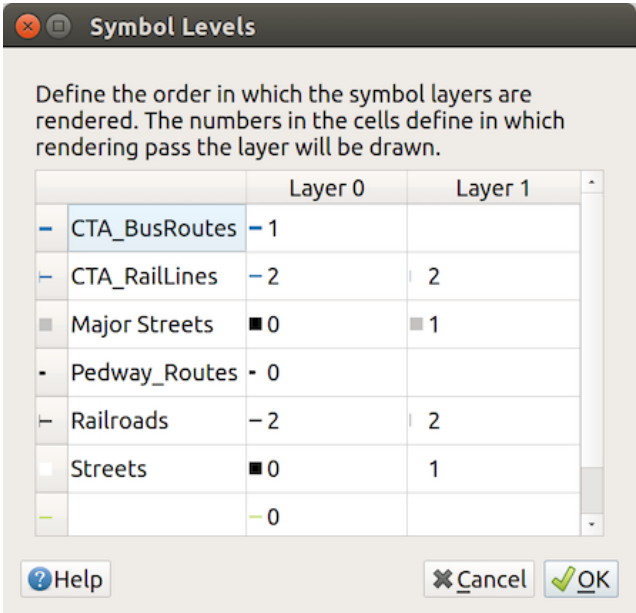 Symbol Levels
Define the order in which the symbol layers are
rendered. The numbers in the cells define in which
rendering pass the layer will be drawn.
Layer 0 Layer 1
CTA_BusRoutes 1
CTA_RailLines 2 2
Major Streets 0 1
Pedway_Routes 0
Railroads 2 2
Streets 0 1
0
Help Cancel OK